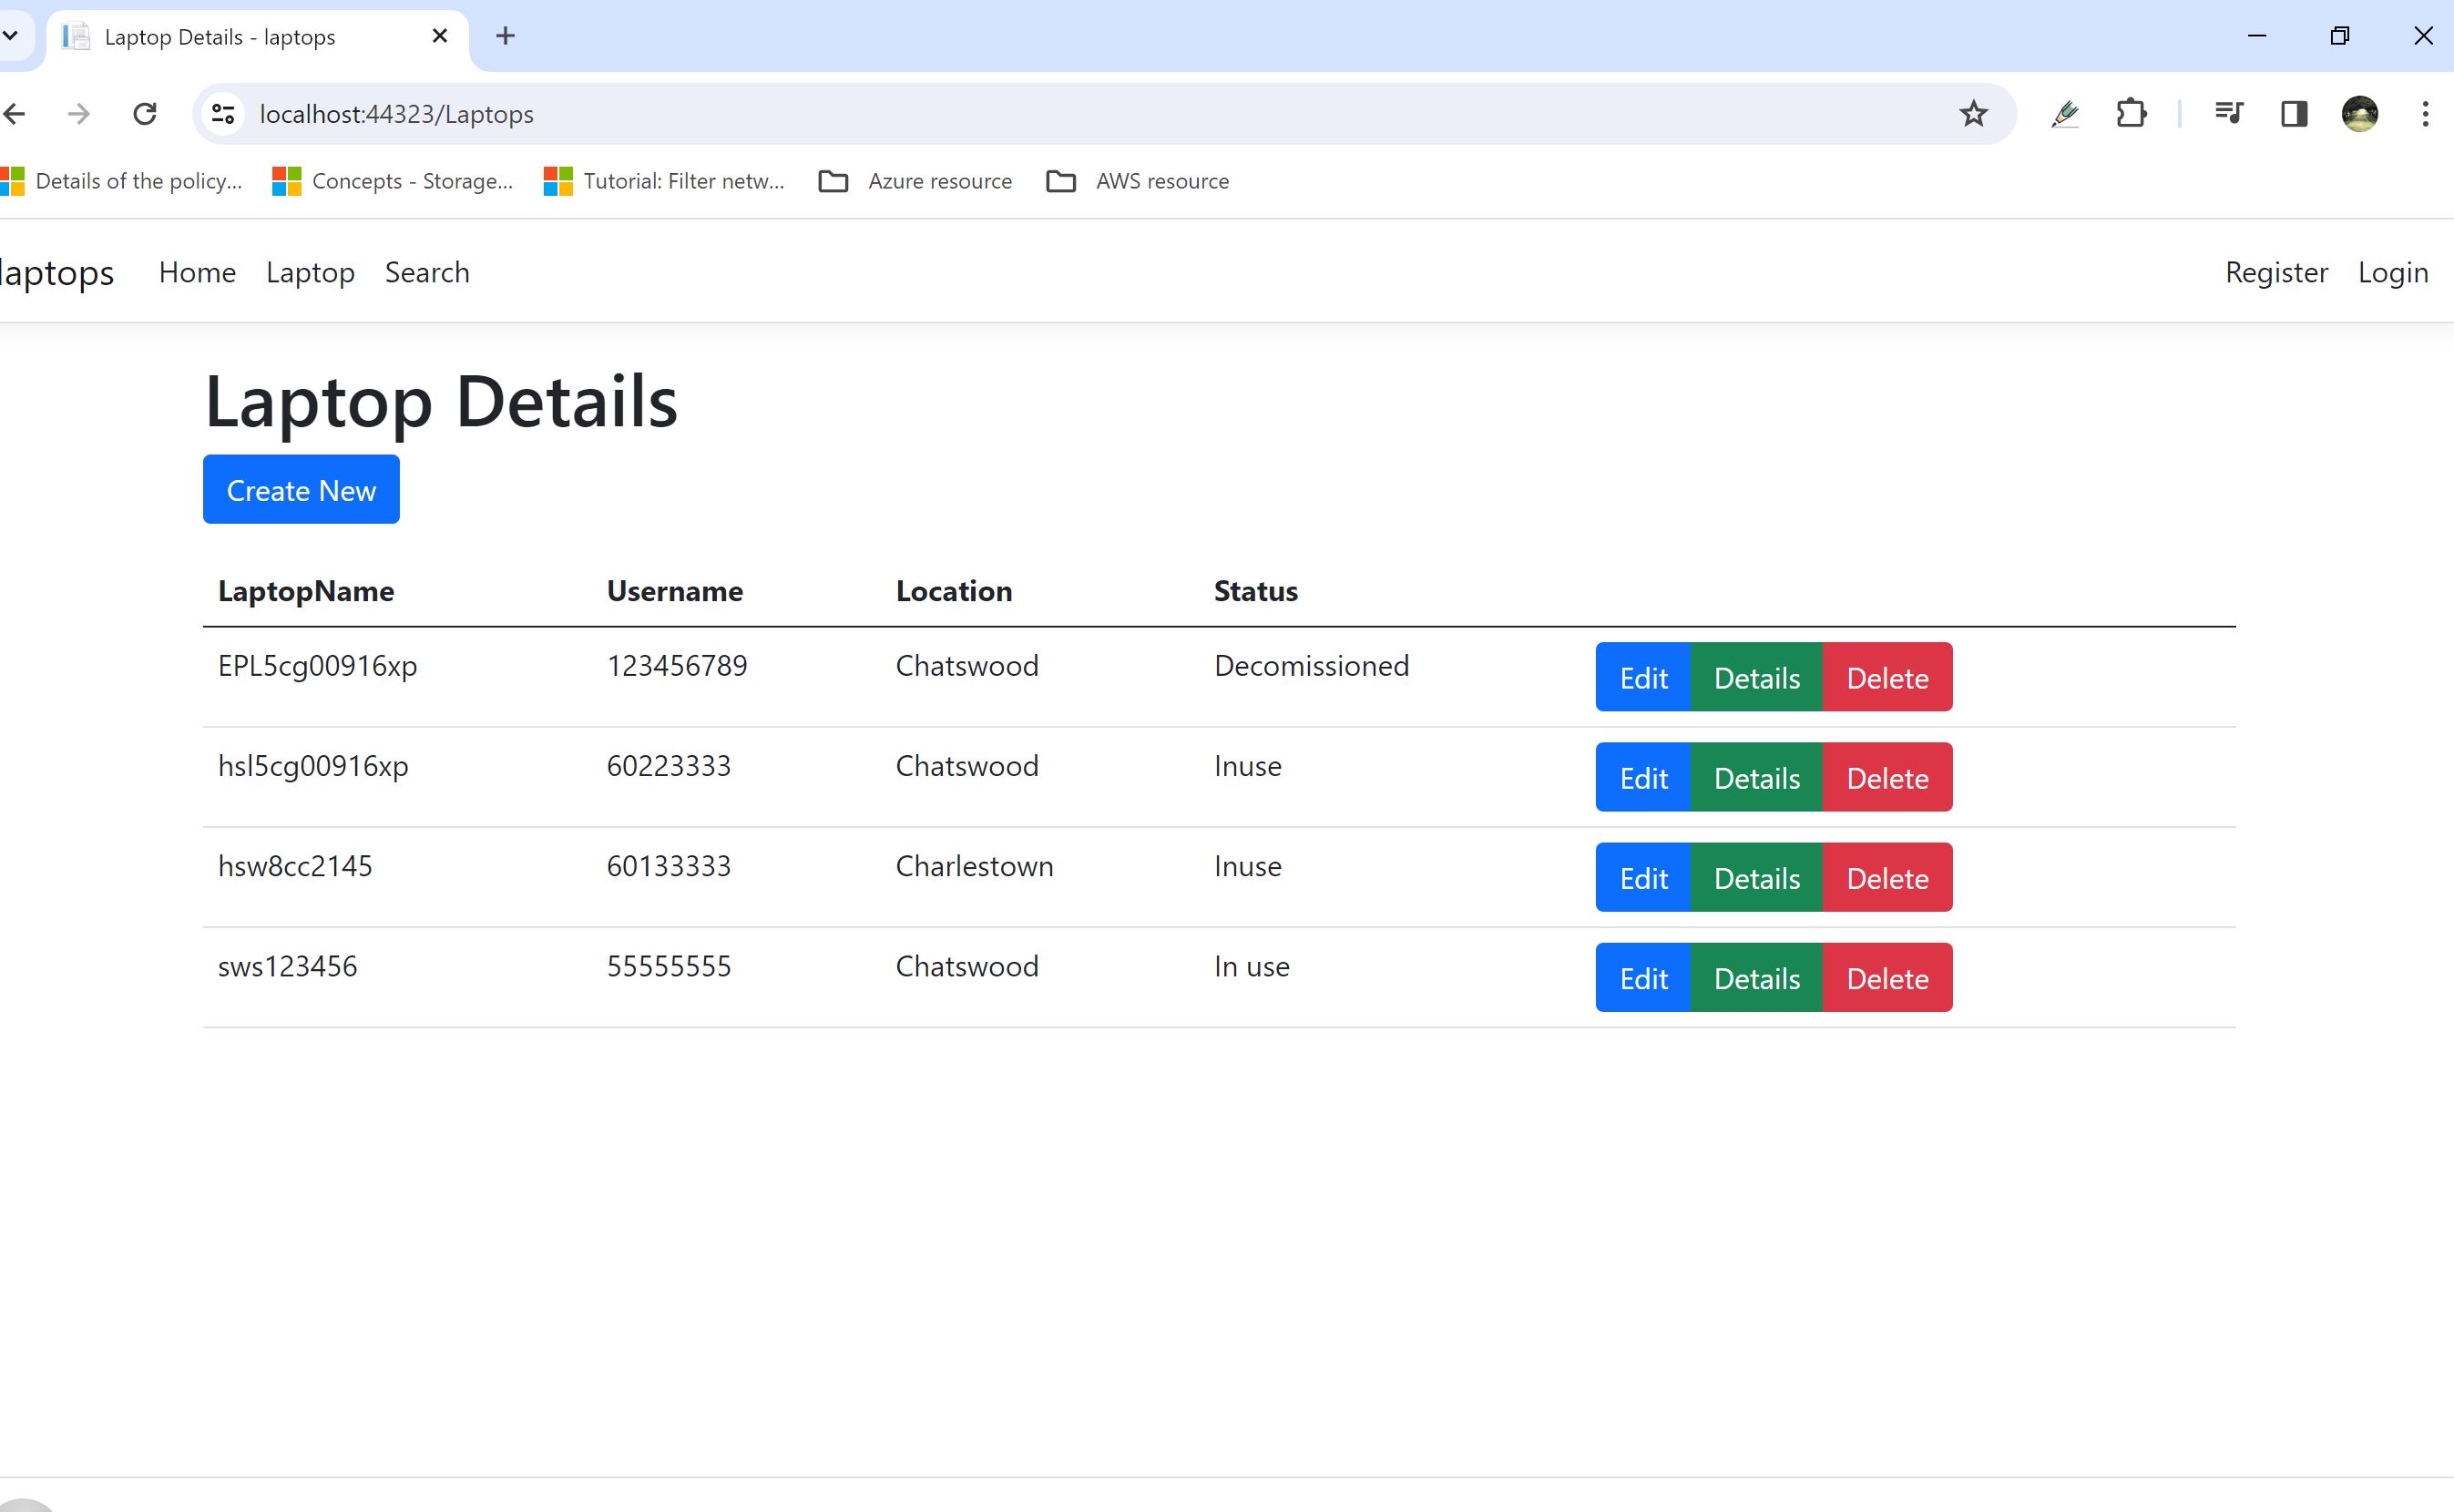 Laptop Details - laptops
localhost:44323/Laptops
Details of the policy... Concepts - Storage... Tutorial: Filter netw... Azure resource AWS resource
laptops Home Laptop Search Register Login
Laptop Details
Create New
LaptopName Username Location Status
EPL5cg00916xp 123456789 Chatswood Decomissioned Edit Details Delete
hsl5cg00916xp 60223333 Chatswood Inuse Edit Details Delete
hsw8cc2145 60133333 Charlestown Inuse Edit Details Delete
sws123456 55555555 Chatswood In use Edit Details Delete